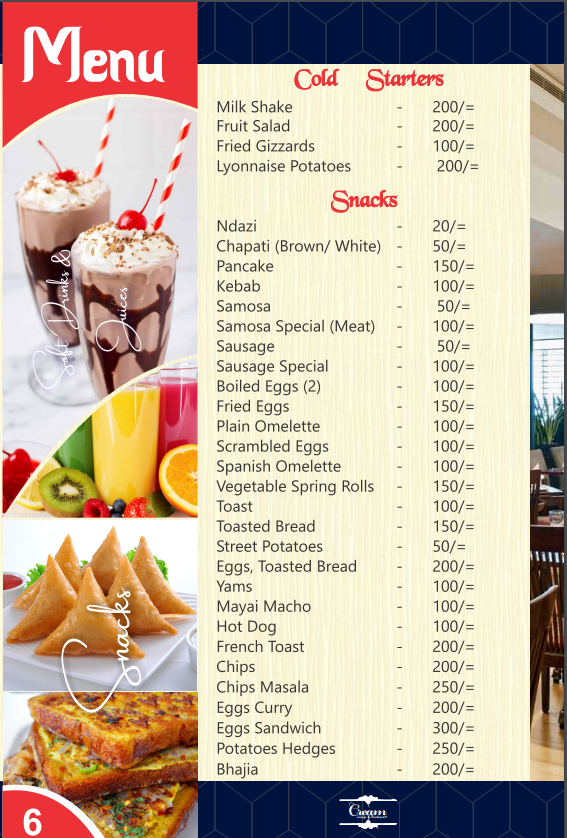 Menu
Cold Starters
Milk Shake - 200/=
Fruit Salad - 200/=
Fried Gizzards - 100/=
Lyonnaise Potatoes - 200/=
Snacks
Ndazi - 20/=
Chapati (Brown/ White) - 50/=
Pancake - 150/=
Kebab - 100/=
Samosa - 50/=
Samosa Special (Meat) - 100/=
Sausage - 50/=
Sausage Special - 100/=
Boiled Eggs (2) - 100/=
Fried Eggs - 150/=
Plain Omelette - 100/=
Scrambled Eggs - 100/=
Spanish Omelette - 100/=
Vegetable Spring Rolls - 150/=
Toast - 100/=
Toasted Bread - 150/=
Street Potatoes - 50/=
Eggs, Toasted Bread - 200/=
Yams - 100/=
Mayai Macho - 100/=
Hot Dog - 100/=
French Toast - 200/=
Chips - 200/=
Chips Masala - 250/=
Eggs Curry - 200/=
Eggs Sandwich - 300/=
Potatoes Hedges - 250/=
Bhajia - 200/=
Soft Drinks &
Juices
Snacks
6
Cream